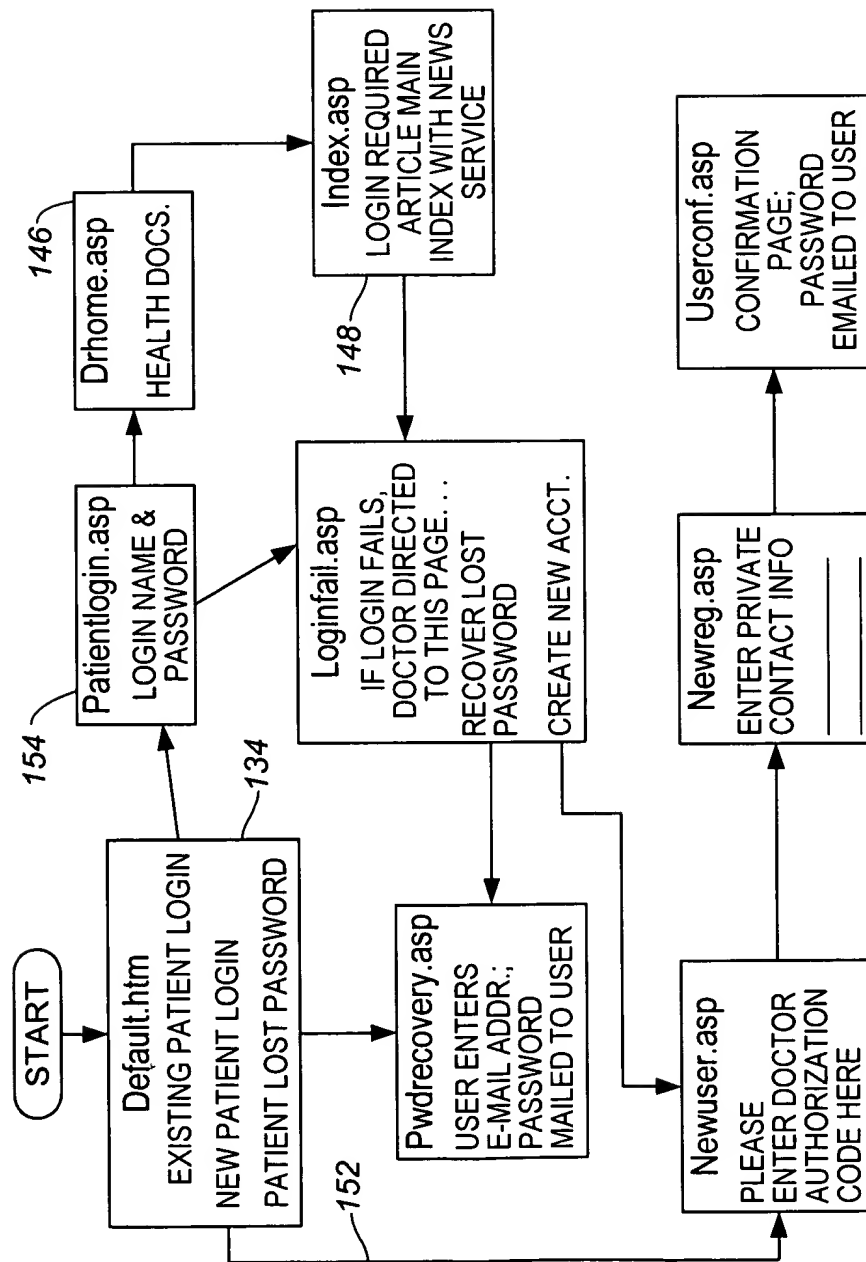 START
Default.htm
EXISTING PATIENT LOGIN
NEW PATIENT LOGIN
PATIENT LOST PASSWORD
134
152
154
Patientlogin.asp
LOGIN NAME &
PASSWORD
146
Drhome.asp
HEALTH DOCS.
Index.asp
LOGIN REQUIRED
ARTICLE MAIN
INDEX WITH NEWS
SERVICE
148
Loginfail.asp
IF LOGIN FAILS,
DOCTOR DIRECTED
TO THIS PAGE...
RECOVER LOST
PASSWORD
CREATE NEW ACCT.
Pwdrecovery.asp
USER ENTERS
E-MAIL ADDR.;
PASSWORD
MAILED TO USER
Newuser.asp
PLEASE
ENTER DOCTOR
AUTHORIZATION
CODE HERE
Newreg.asp
ENTER PRIVATE
CONTACT INFO
Userconf.asp
CONFIRMATION
PAGE;
PASSWORD
EMAILED TO USER